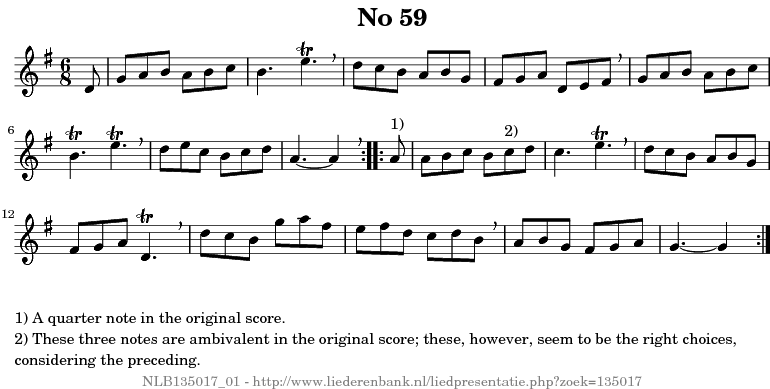 No 59
6
8
tr
6
tr tr
1)
2)
tr
12
tr
1) A quarter note in the original score.
2) These three notes are ambivalent in the original score; these, however, seem to be the right choices,
considering the preceding.
NLB135017_01 - http://www.liederenbank.nl/liedpresentatie.php?zoek=135017